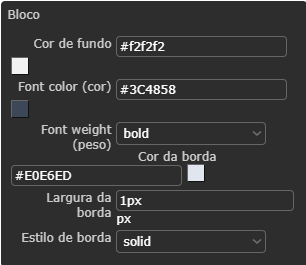 Bloco
Cor de fundo #f2f2f2
Font color (cor) #3C4858
Font weight (peso) bold
Cor da borda
#E0E6ED
Largura da borda 1px
px
Estilo de borda solid